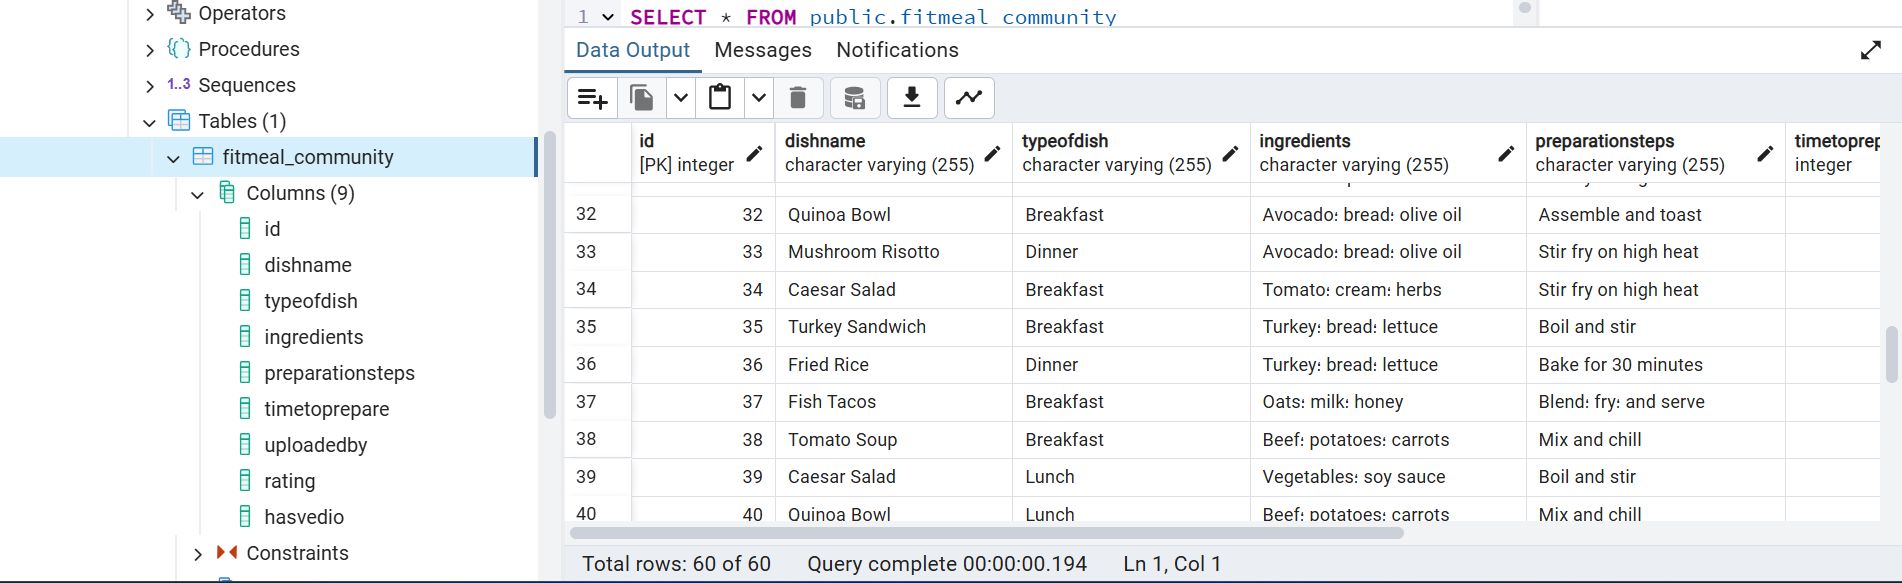 Operators
Procedures
1..3 Sequences
Tables (1)
fitmeal_community
Columns (9)
id
dishname
typeofdish
ingredients
preparationsteps
timetoprepare
uploadedby
rating
hasvedio
Constraints
1 SELECT * FROM public.fitmeal_community
Data Output Messages Notifications
id dishname typeofdish ingredients preparationsteps timetoprep
[PK] integer character varying (255) character varying (255) character varying (255) character varying (255) integer
32 32 Quinoa Bowl Breakfast Avocado; bread; olive oil Assemble and toast
33 33 Mushroom Risotto Dinner Avocado; bread; olive oil Stir fry on high heat
34 34 Caesar Salad Breakfast Tomato; cream; herbs Stir fry on high heat
35 35 Turkey Sandwich Breakfast Turkey; bread; lettuce Boil and stir
36 36 Fried Rice Dinner Turkey; bread; lettuce Bake for 30 minutes
37 37 Fish Tacos Breakfast Oats; milk; honey Blend; fry; and serve
38 38 Tomato Soup Breakfast Beef; potatoes; carrots Mix and chill
39 39 Caesar Salad Lunch Vegetables; soy sauce Boil and stir
40 40 Quinoa Bowl Lunch Beef; potatoes; carrots Mix and chill
Total rows: 60 of 60 Query complete 00:00:00.194 Ln 1, Col 1